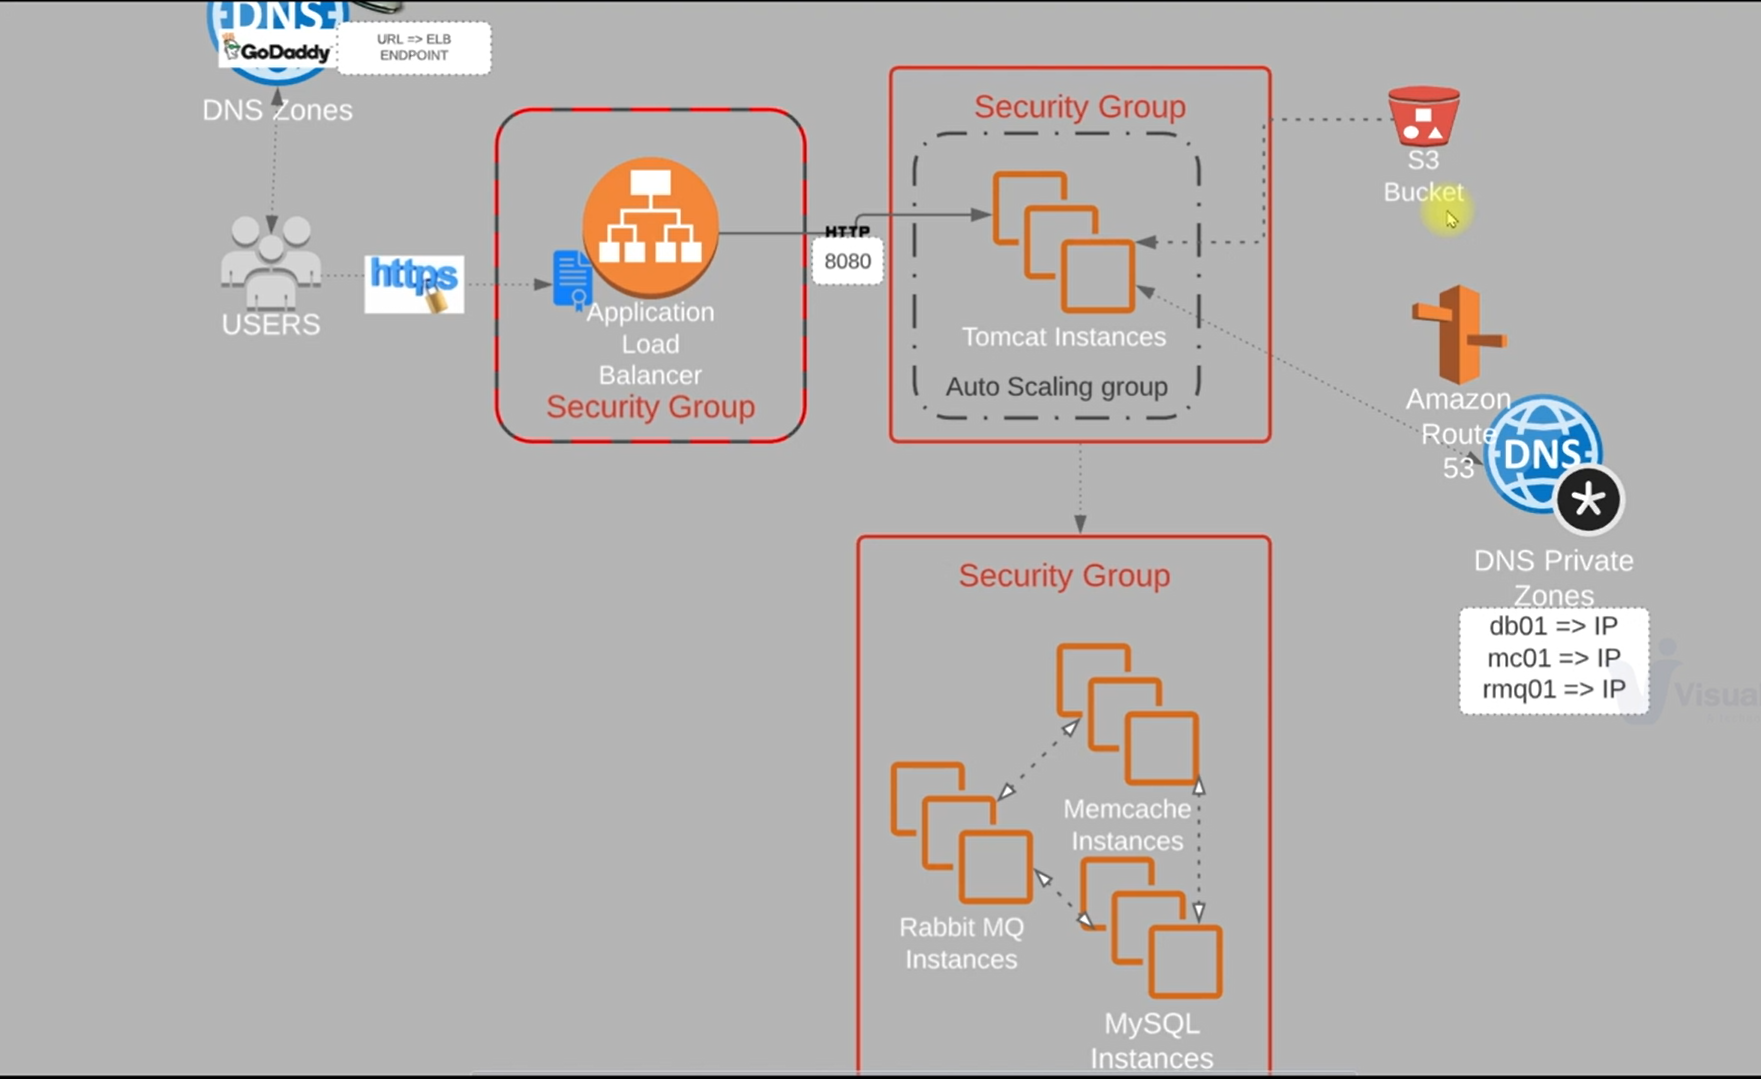 DNS
GoDaddy
URL => ELB
ENDPOINT
DNS Zones
USERS
https
Application
Load
Balancer
Security Group
HTTP
8080
Security Group
Tomcat Instances
Auto Scaling group
S3
Bucket
Amazon
Route
53
DNS
DNS Private
Zones
db01 => IP
mc01 => IP
rmq01 => IP
Security Group
Memcache
Instances
Rabbit MQ
Instances
MySQL
Instances
Visual